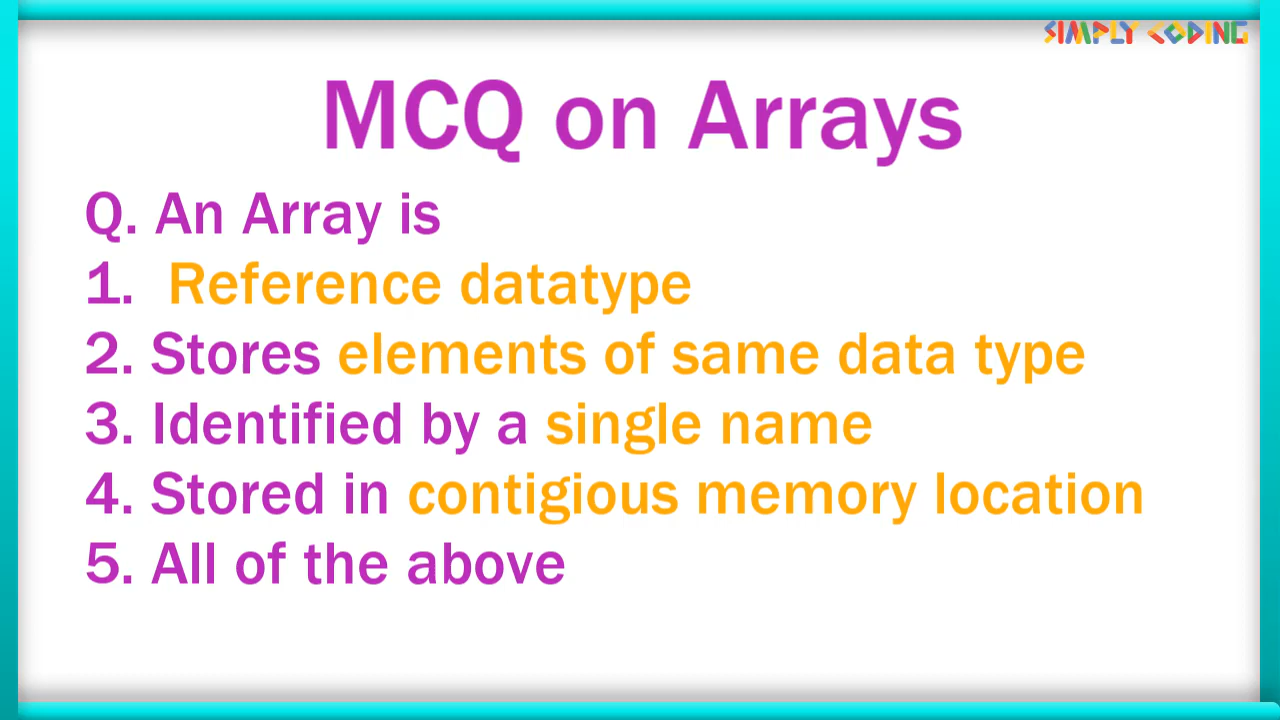 SIMPLY CODING
MCQ on Arrays
Q. An Array is
1. Reference datatype
2. Stores elements of same data type
3. Identified by a single name
4. Stored in contigious memory location
5. All of the above